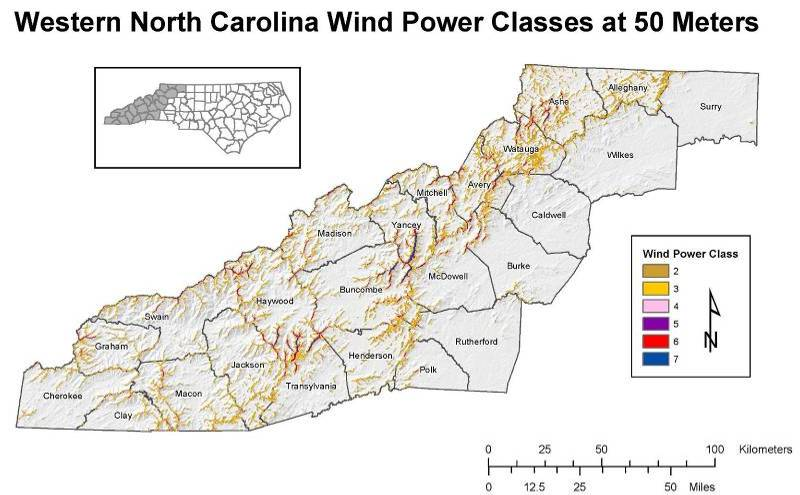 Western North Carolina Wind Power Classes at 50 Meters
Alleghany
Ashe
Surry
Watauga
Wilkes
Avery
Mitchell
Caldwell
Yancey
Madison
Burke
McDowell
Buncombe
Haywood
Swain
Rutherford
Graham
Henderson
Jackson
Polk
Transylvania
Macon
Cherokee
Clay
Wind Power Class
2
3
4
5
6
7
N
0 25 50 100 Kilometers
0 12.5 25 50 Miles